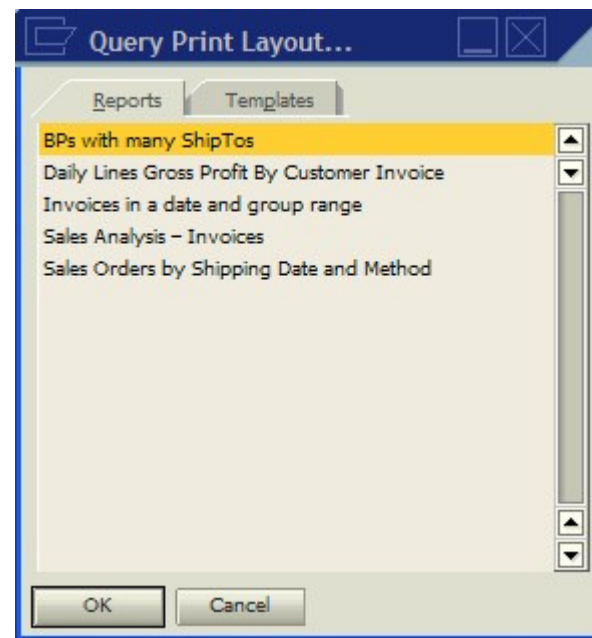 Query Print Layout...
Reports Templates
BPs with many ShipTos
Daily Lines Gross Profit By Customer Invoice
Invoices in a date and group range
Sales Analysis – Invoices
Sales Orders by Shipping Date and Method
OK Cancel